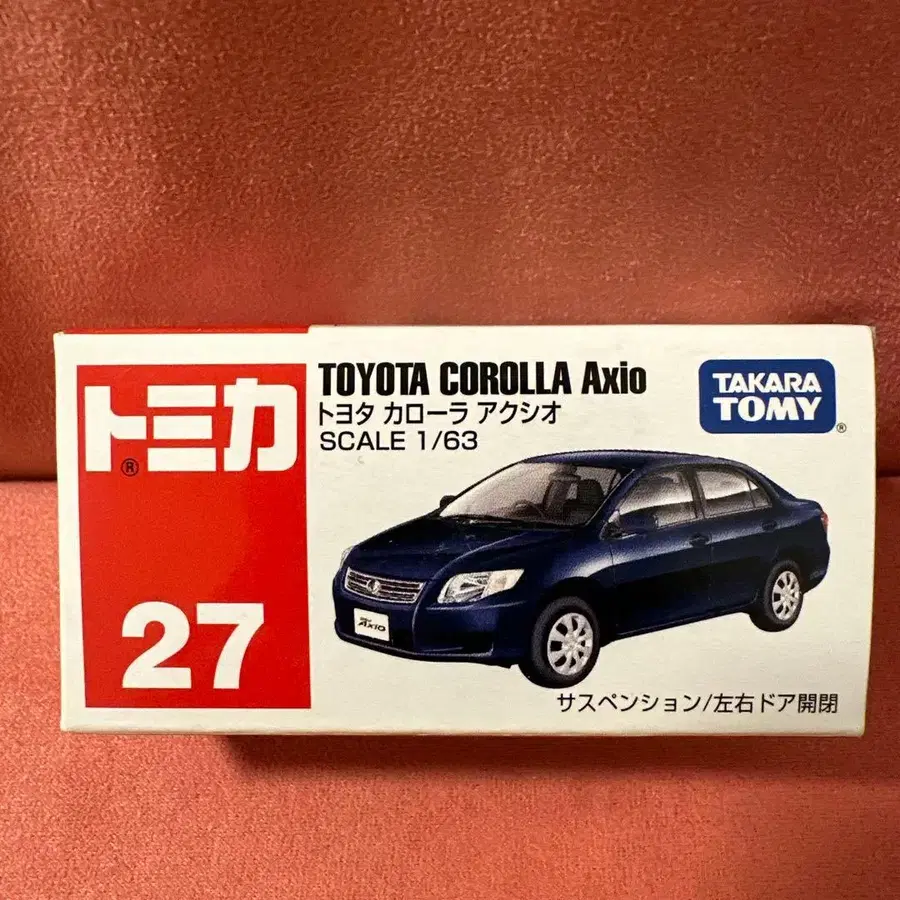 トミカ®
27
TOYOTA COROLLA Axio
トヨタ カローラ アクシオ
SCALE 1/63
TAKARA
TOMY®
AXIO
サスペンション/左右ドア開閉